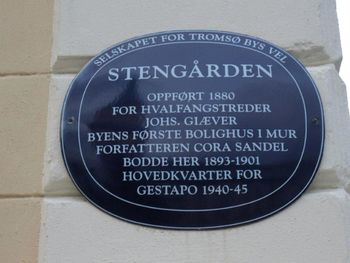 SELSKAPET FOR TROMSØ BYS VEL
STENGÅRDEN
OPPFØRT 1880
FOR HVALFANGSTREDER
JOHS. GLÆVER
BYENS FØRSTE BOLIGHUS I MUR
FORFATTEREN CORA SANDEL
BODDE HER 1893-1901
HOVEDKVARTER FOR
GESTAPO 1940-45